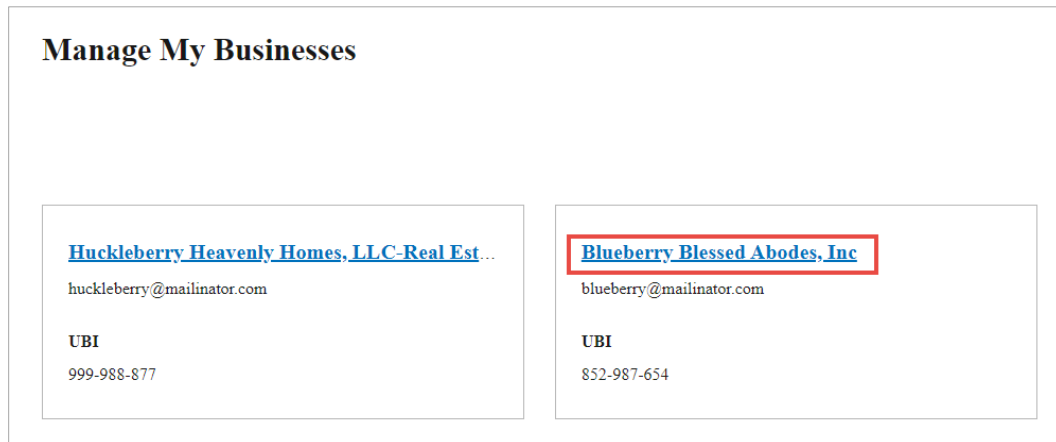 Manage My Businesses
Huckleberry Heavenly Homes, LLC-Real Est...
huckleberry@mailinator.com
UBI
999-988-877
Blueberry Blessed Abodes, Inc
blueberry@mailinator.com
UBI
852-987-654